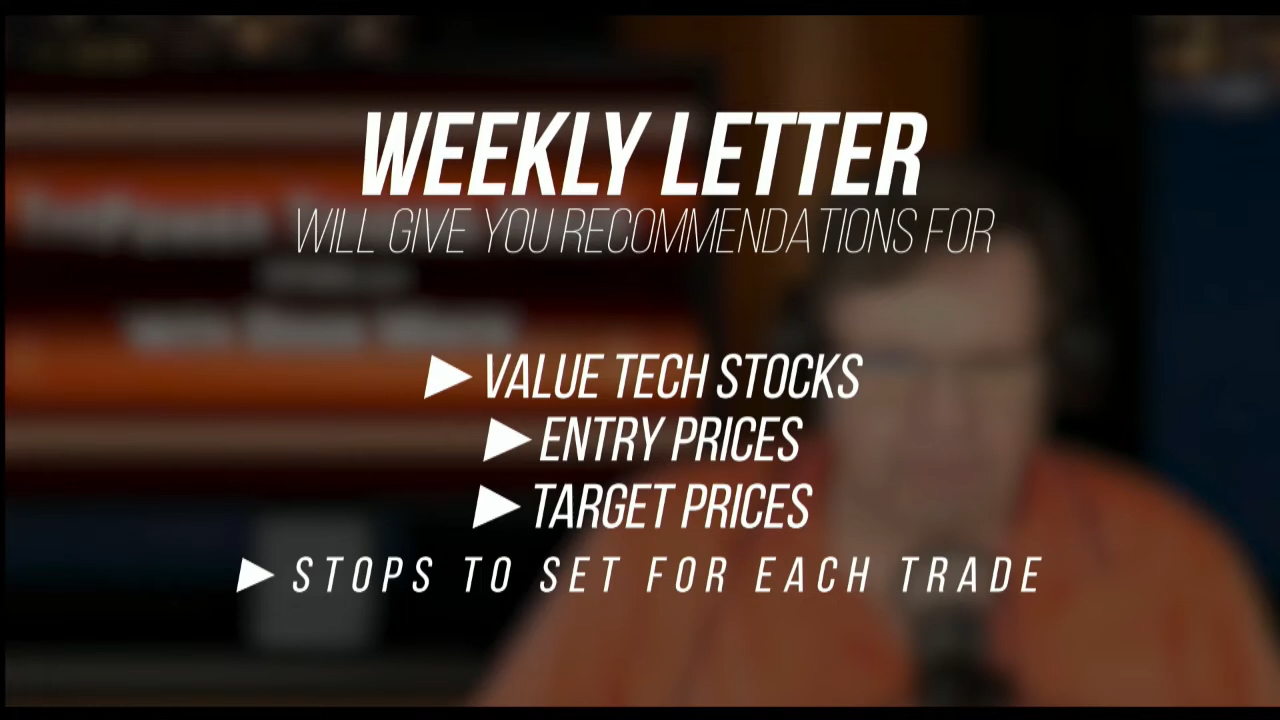 WEEKLY LETTER
WILL GIVE YOU RECOMMENDATIONS FOR
▶ VALUE TECH STOCKS
▶ ENTRY PRICES
▶ TARGET PRICES
▶ STOPS TO SET FOR EACH TRADE